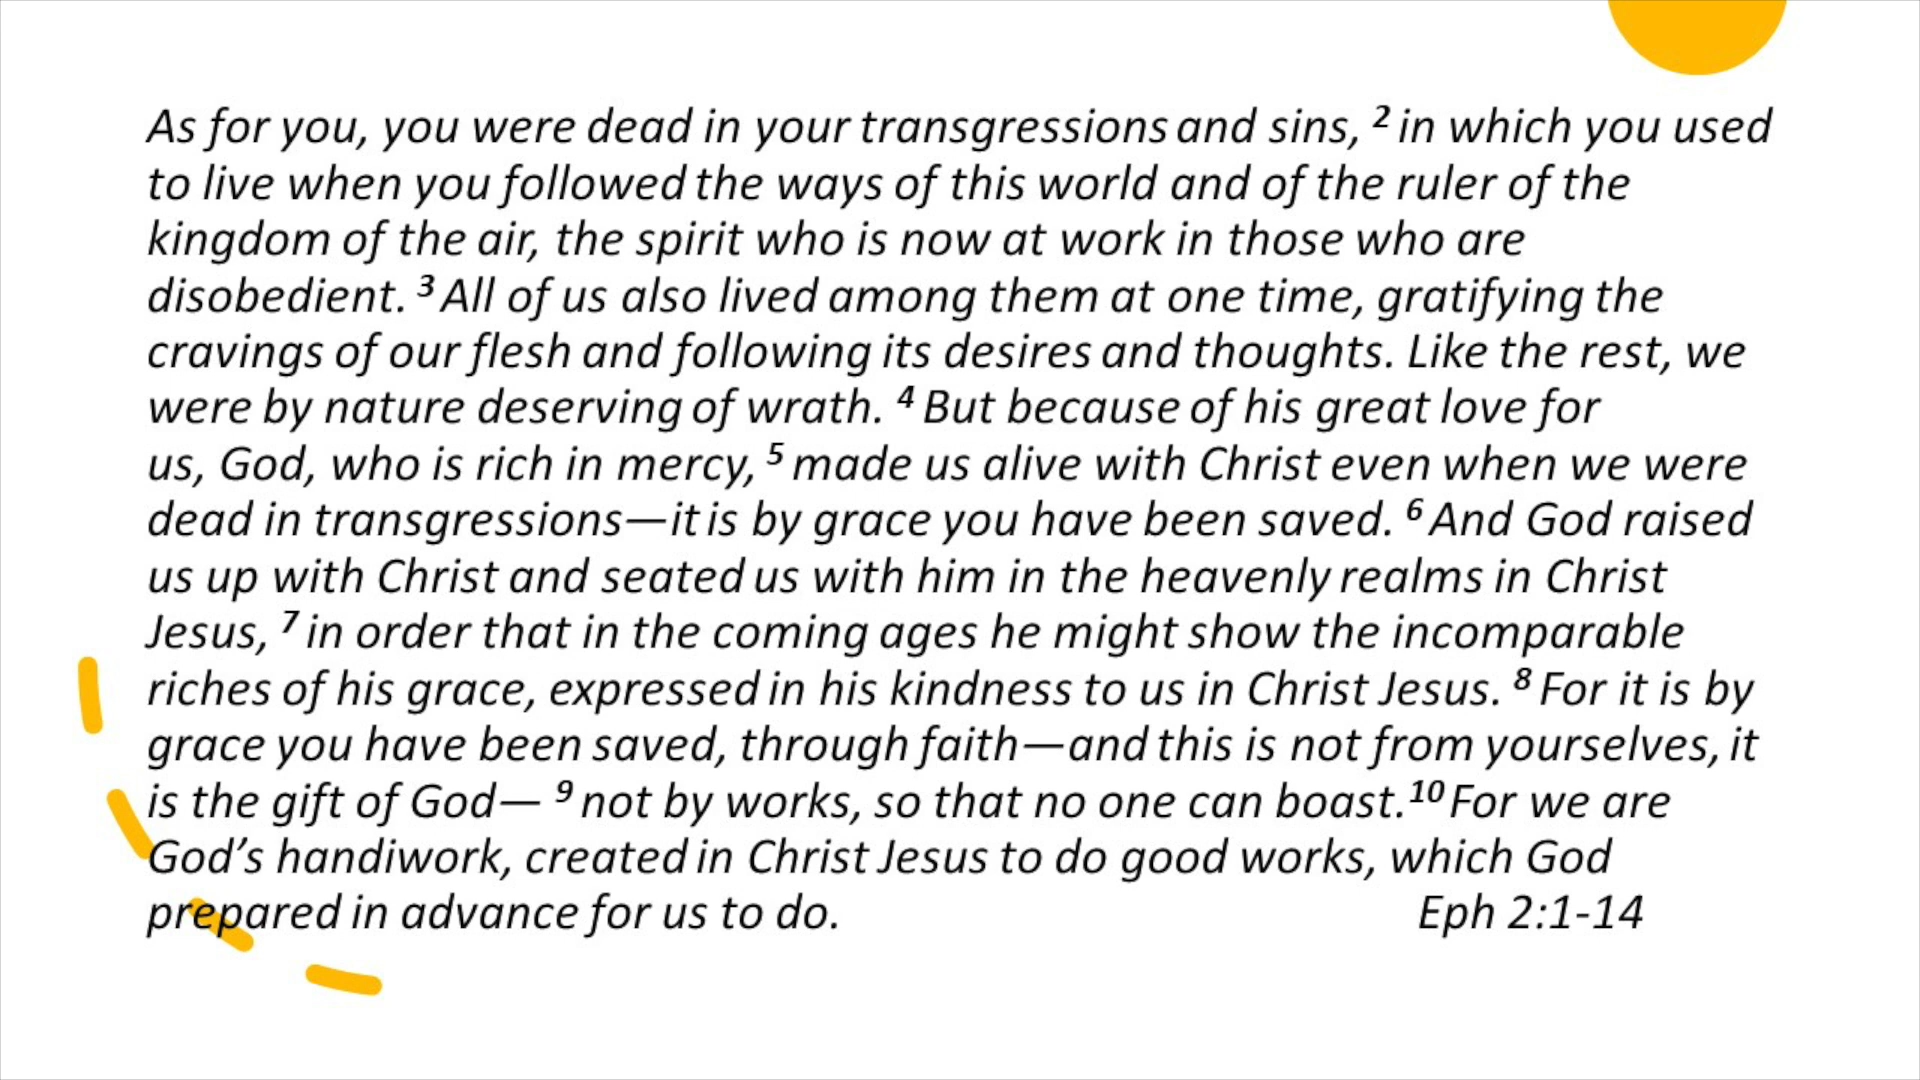 As for you, you were dead in your transgressions and sins, ² in which you used
to live when you followed the ways of this world and of the ruler of the
kingdom of the air, the spirit who is now at work in those who are
disobedient. ³ All of us also lived among them at one time, gratifying the
cravings of our flesh and following its desires and thoughts. Like the rest, we
were by nature deserving of wrath. ⁴ But because of his great love for
us, God, who is rich in mercy, ⁵ made us alive with Christ even when we were
dead in transgressions—it is by grace you have been saved. ⁶ And God raised
us up with Christ and seated us with him in the heavenly realms in Christ
Jesus, ⁷ in order that in the coming ages he might show the incomparable
riches of his grace, expressed in his kindness to us in Christ Jesus. ⁸ For it is by
grace you have been saved, through faith—and this is not from yourselves, it
is the gift of God— ⁹ not by works, so that no one can boast.¹⁰ For we are
God’s handiwork, created in Christ Jesus to do good works, which God
prepared in advance for us to do. Eph 2:1-14